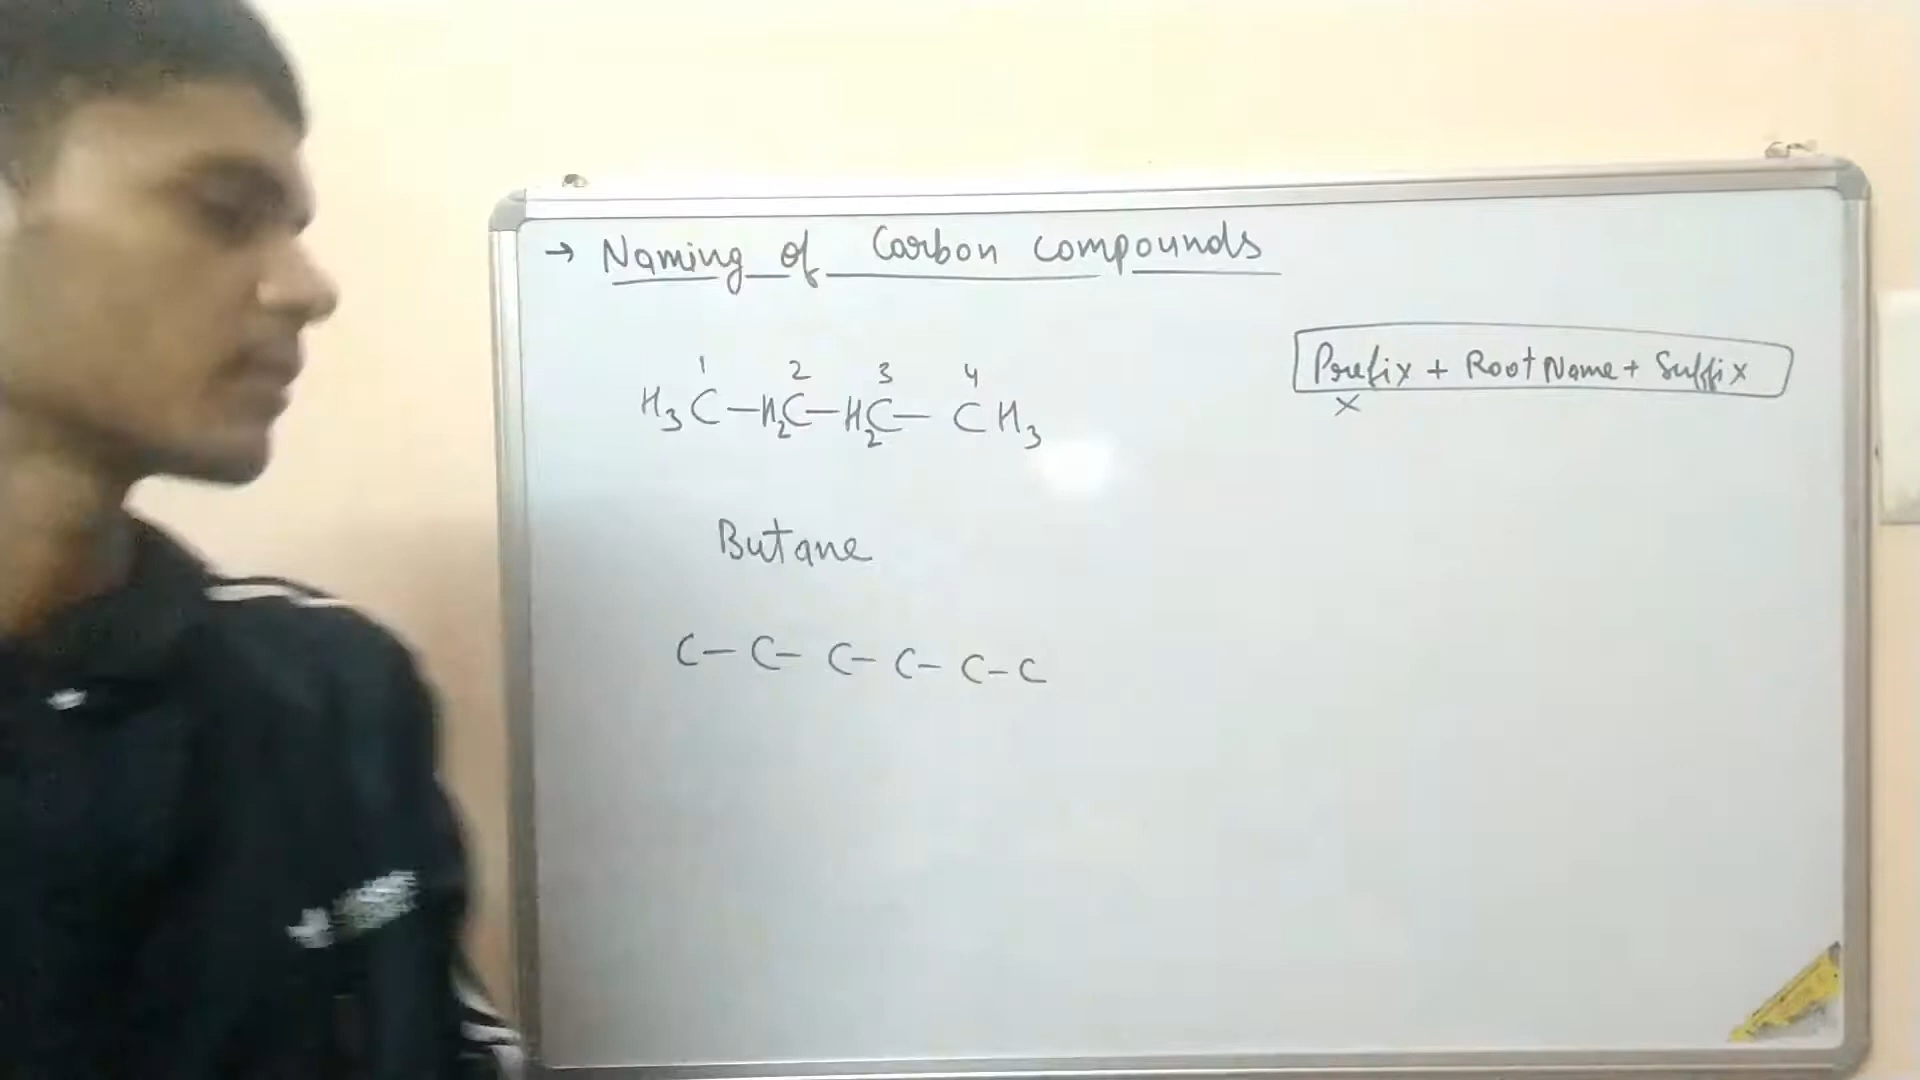 → Naming of Carbon compounds
Prefix + Root Name + Suffix
×
1 2 3 4
H₃C—H₂C—H₂C—CH₃
Butane
C—C—C—C—C—C